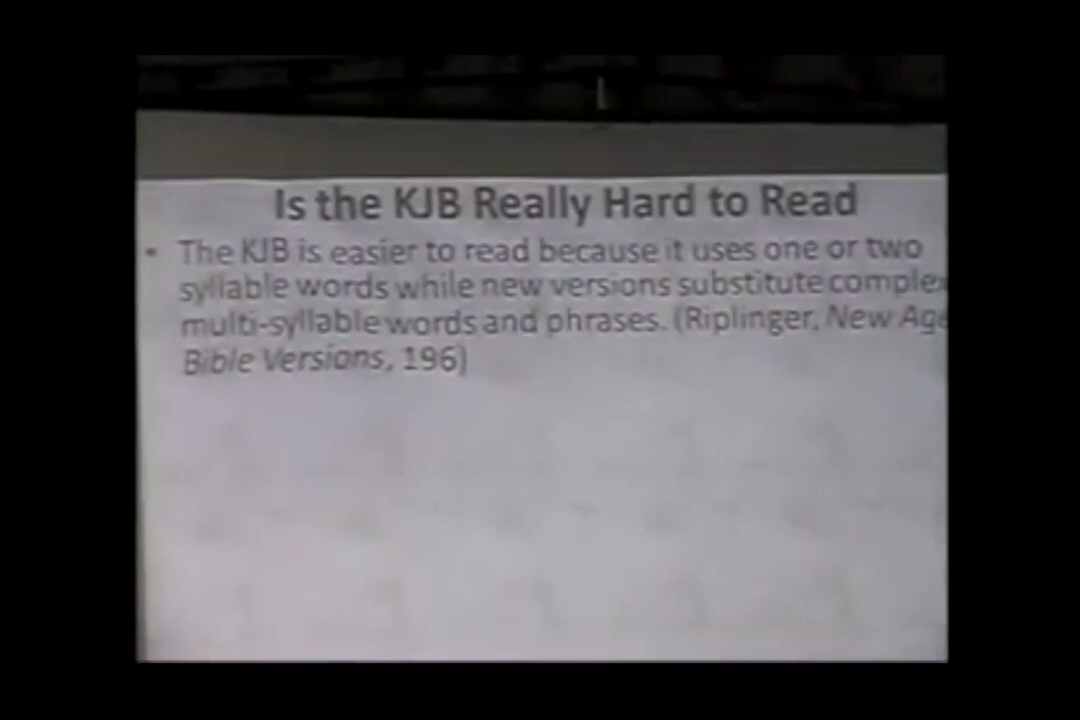 Is the KJB Really Hard to Read
• The KJB is easier to read because it uses one or two
syllable words while new versions substitute complex
multi-syllable words and phrases. (Riplinger, New Age
Bible Versions, 196)